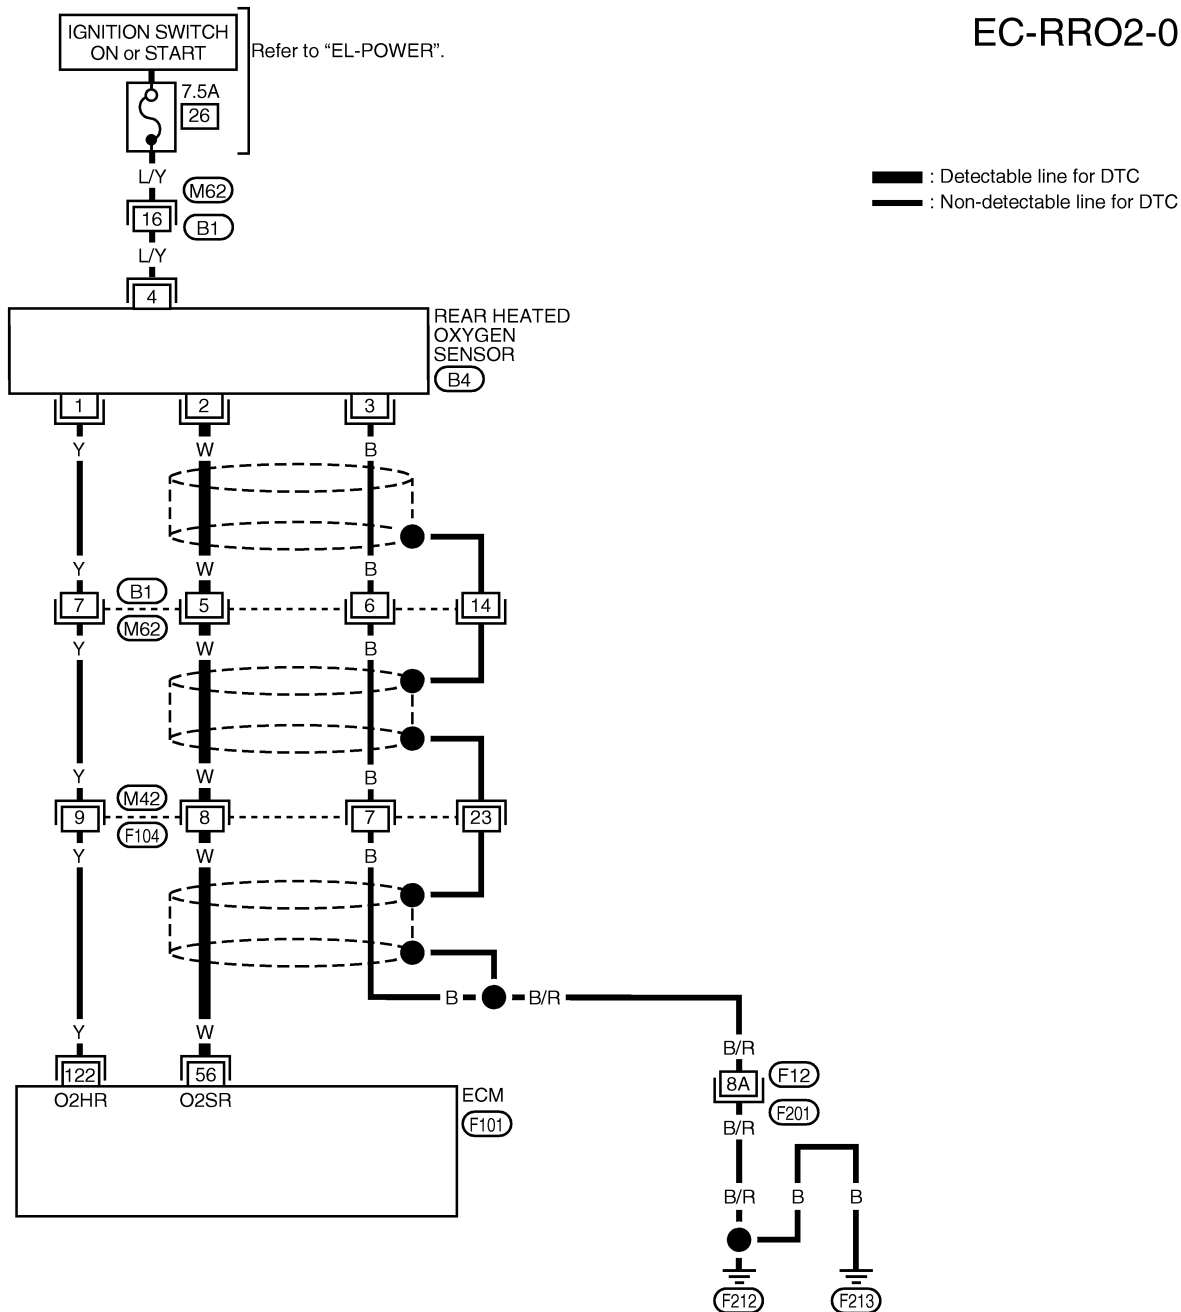 EC-RRO2-0
IGNITION SWITCH
ON or START
Refer to “EL-POWER”.
7.5A
26
: Detectable line for DTC
: Non-detectable line for DTC
L/Y
M62
16
B1
L/Y
4
REAR HEATED
OXYGEN
SENSOR
B4
1 2 3
Y W B
Y W B
B1
7 5 6 14
M62
Y W B
Y W B
M42
9 8 7 23
F104
Y W B
B B/R
Y W
B/R
122 56
O2HR O2SR
ECM
F101
8A
F12
F201
B/R
B/R B B
F212 F213